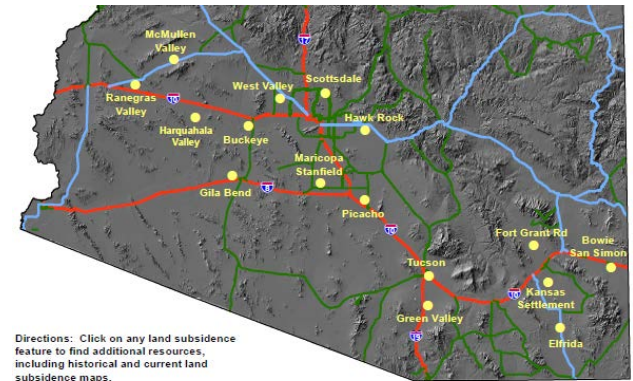 McMullen
Valley
17
West Valley
Scottsdale
Ranegras
Valley
10
Harquahala
Valley
Buckeye
Hawk Rock
Maricopa
Stanfield
Gila Bend
8
Picacho
10
Fort Grant Rd
Bowie
San Simon
Tucson
10
Kansas
Settlement
Green Valley
Elfrida
Directions: Click on any land subsidence
feature to find additional resources,
including historical and current land
subsidence maps.